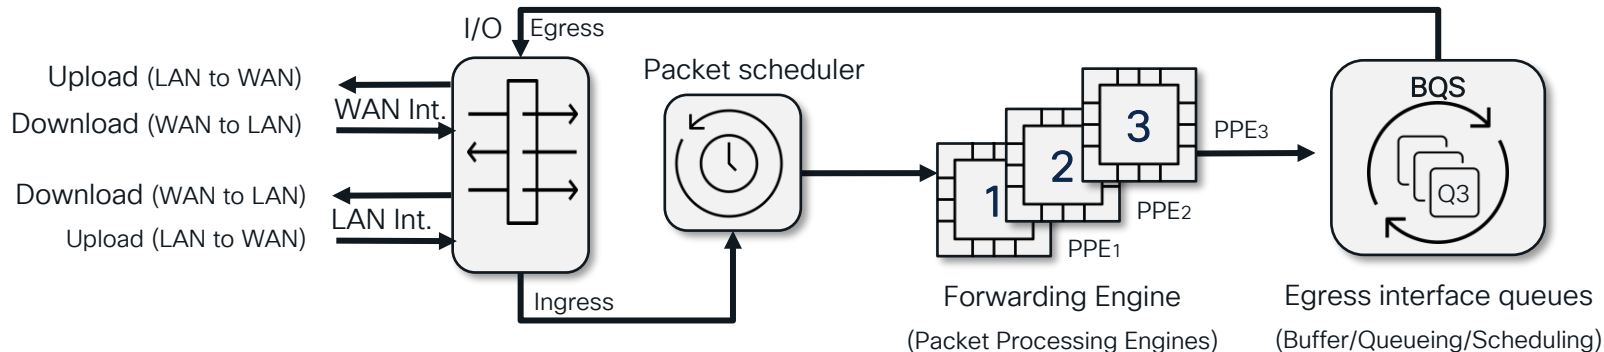 I/O
Egress
Upload (LAN to WAN)
WAN Int.
Download (WAN to LAN)
Download (WAN to LAN)
LAN Int.
Upload (LAN to WAN)
Ingress
Packet scheduler
1
2
3
PPE1
PPE2
PPE3
Forwarding Engine
(Packet Processing Engines)
BQS
Q3
Egress interface queues
(Buffer/Queueing/Scheduling)